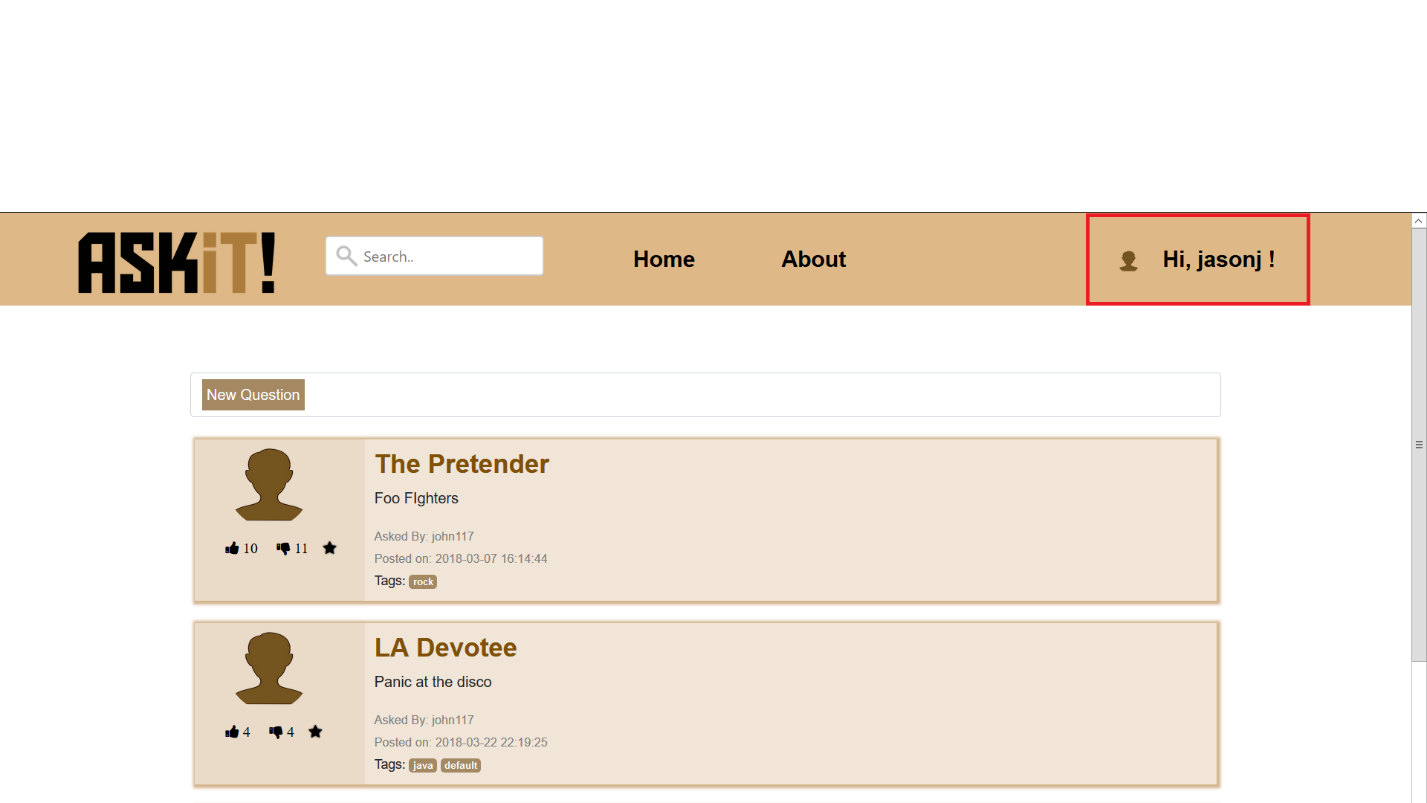 ASKiT!
Search..
Home
About
Hi, jasonj !
New Question
The Pretender
Foo FIghters
10 11
Asked By: john117
Posted on: 2018-03-07 16:14:44
Tags: rock
LA Devotee
Panic at the disco
4 4
Asked By: john117
Posted on: 2018-03-22 22:19:25
Tags: java default